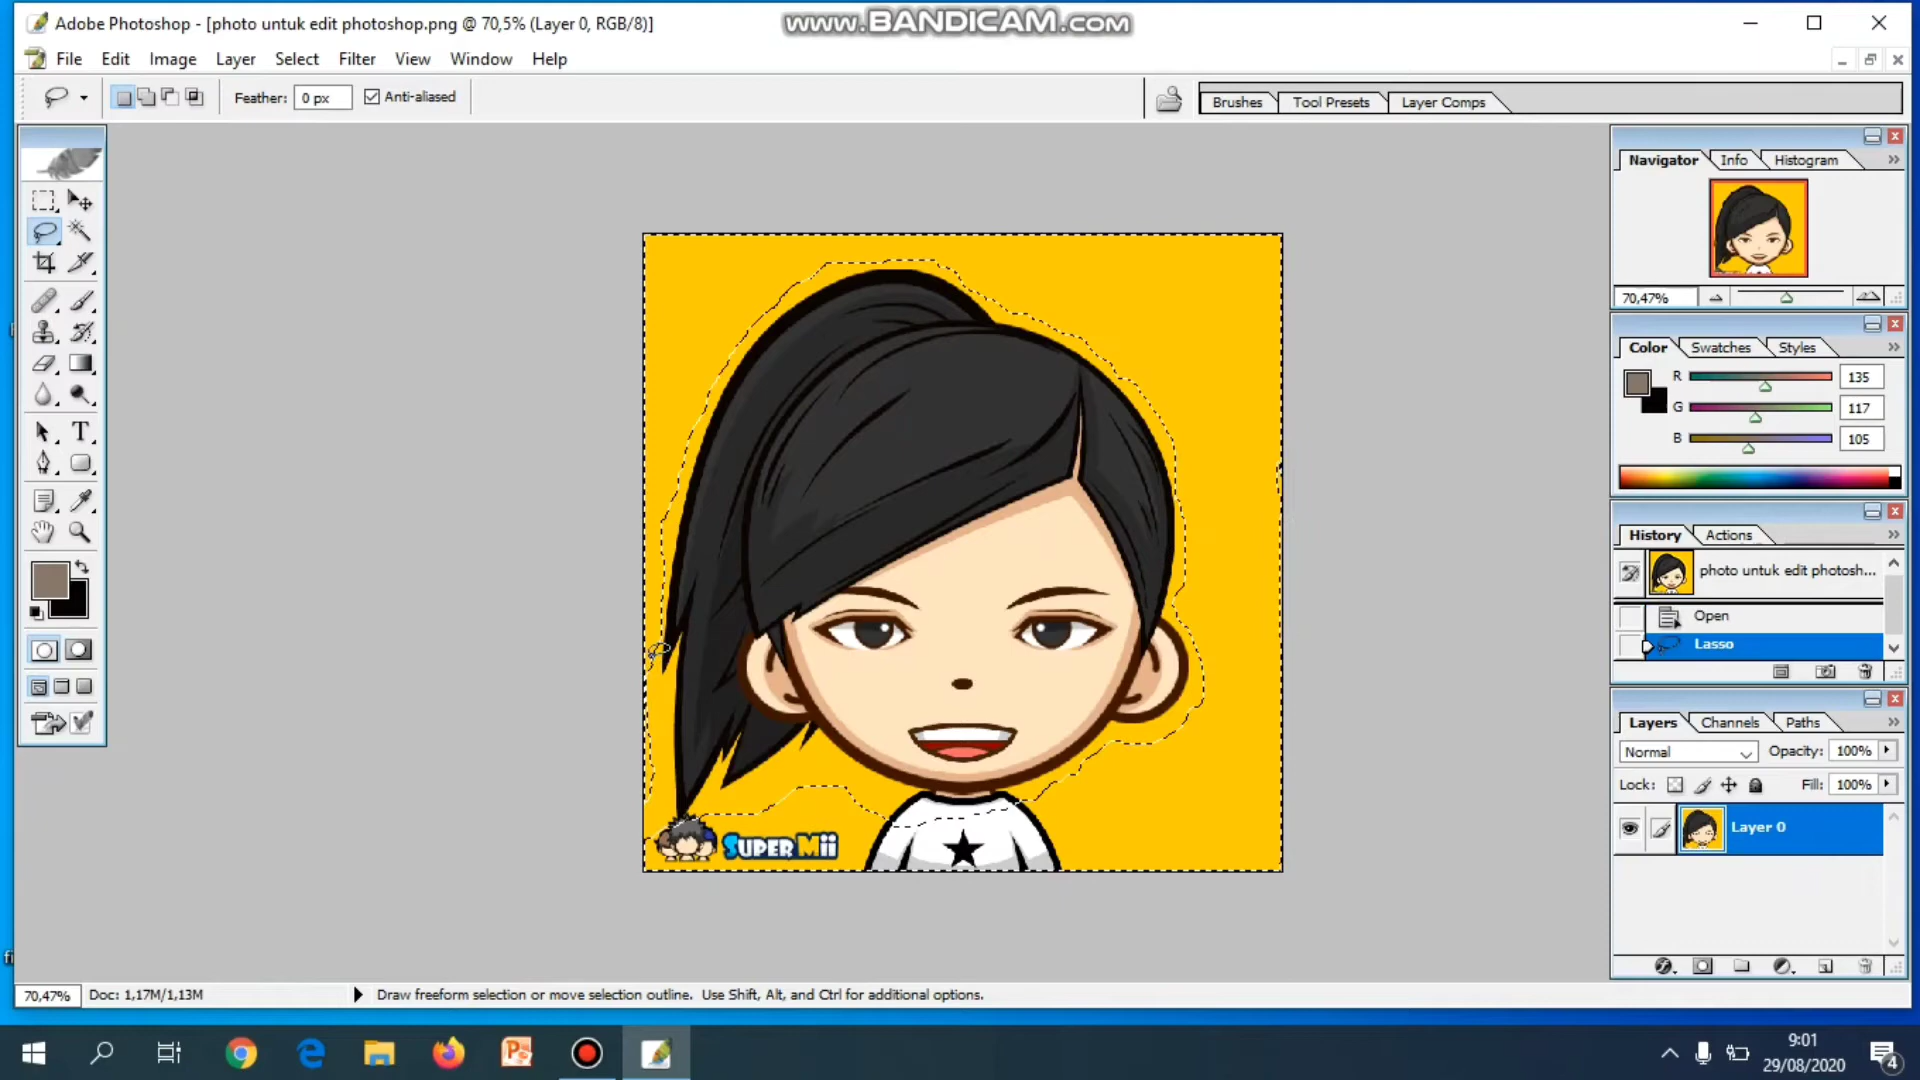 Adobe Photoshop - [photo untuk edit photoshop.png @ 70,5% (Layer 0, RGB/8)]
www.BANDICAM.com
File Edit Image Layer Select Filter View Window Help
Feather: 0 px Anti-aliased
Brushes Tool Presets Layer Comps
Navigator Info Histogram
70,47%
Color Swatches Styles
R 135
G 117
B 105
History Actions
photo untuk edit photosh...
Open
Lasso
Layers Channels Paths
Normal Opacity: 100%
Lock: Fill: 100%
Layer 0
SUPER Mii
70,47% Doc: 1,17M/1,13M Draw freeform selection or move selection outline. Use Shift, Alt, and Ctrl for additional options.
9:01
29/08/2020
4